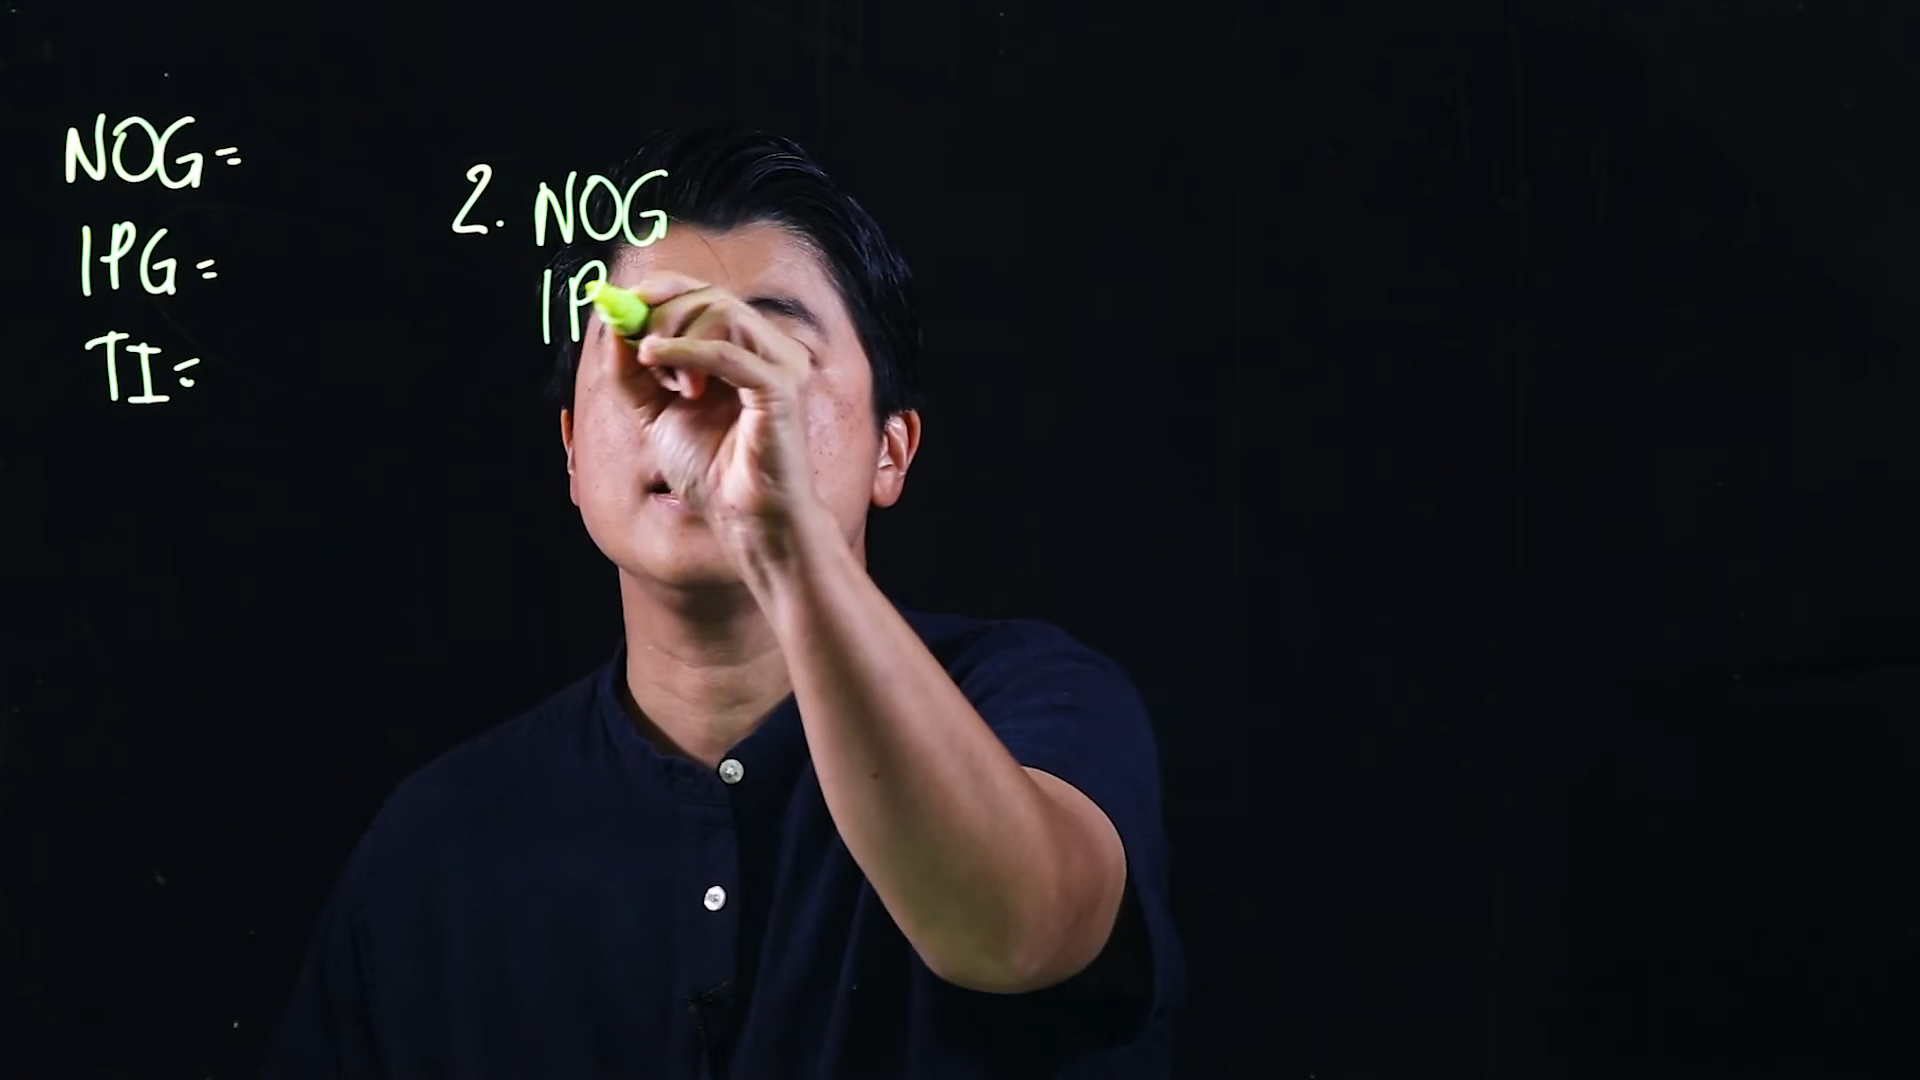 NOG=
IPG=
TI=
2. NOG
IP